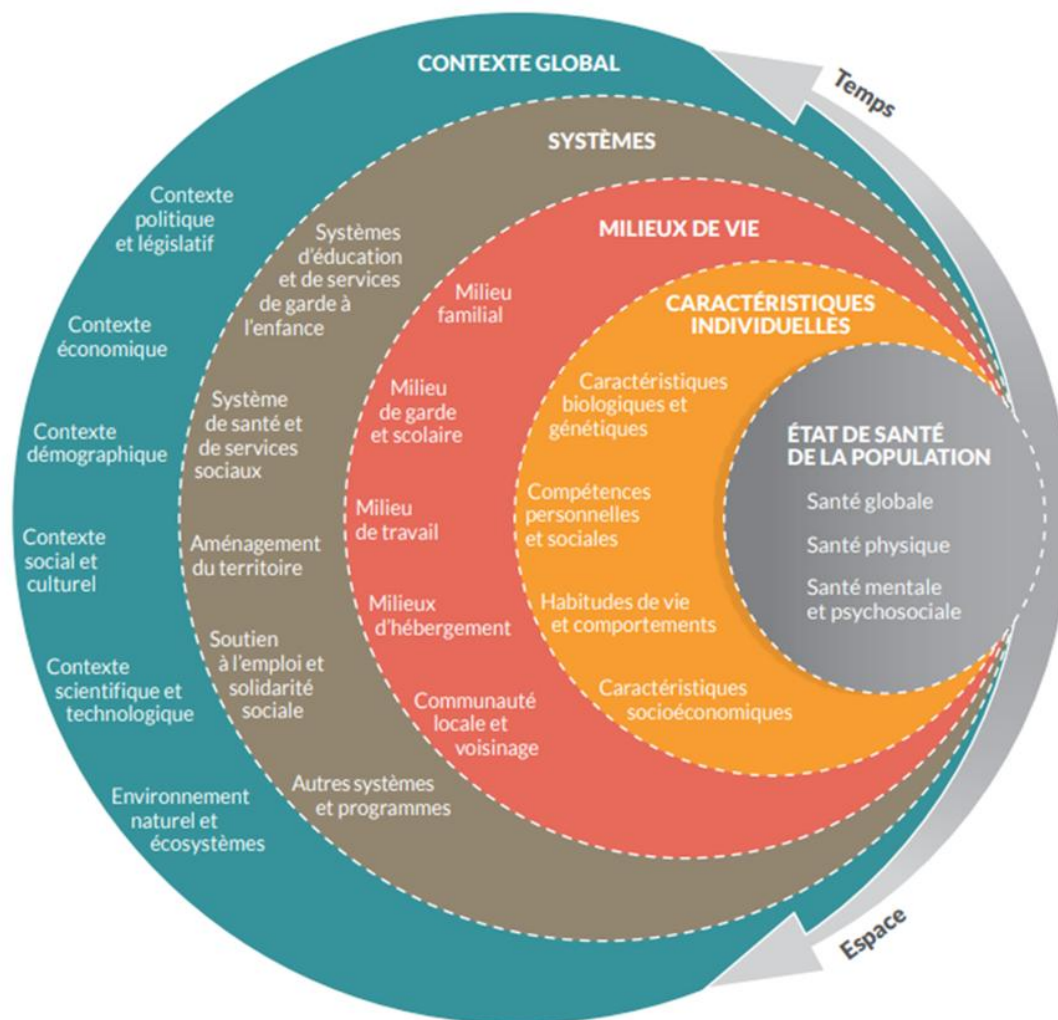 CONTEXTE GLOBAL
Temps
SYSTÈMES
MILIEUX DE VIE
CARACTÉRISTIQUES
INDIVIDUELLES
ÉTAT DE SANTÉ
DE LA POPULATION
Santé globale
Santé physique
Santé mentale
et psychosociale
Contexte
politique
et législatif
Contexte
économique
Contexte
démographique
Contexte
social et
culturel
Contexte
scientifique et
technologique
Environnement
naturel et
écosystèmes
Systèmes
d'éducation
et de services
de garde à
l'enfance
Système
de santé et
de services
sociaux
Aménagement
du territoire
Soutien
à l'emploi et
solidarité
sociale
Autres systèmes
et programmes
Milieu
familial
Milieu
de garde
et scolaire
Milieu
de travail
Milieux
d'hébergement
Communauté
locale et
voisinage
Caractéristiques
biologiques et
génétiques
Compétences
personnelles
et sociales
Habitudes de vie
et comportements
Caractéristiques
socioéconomiques
Espace